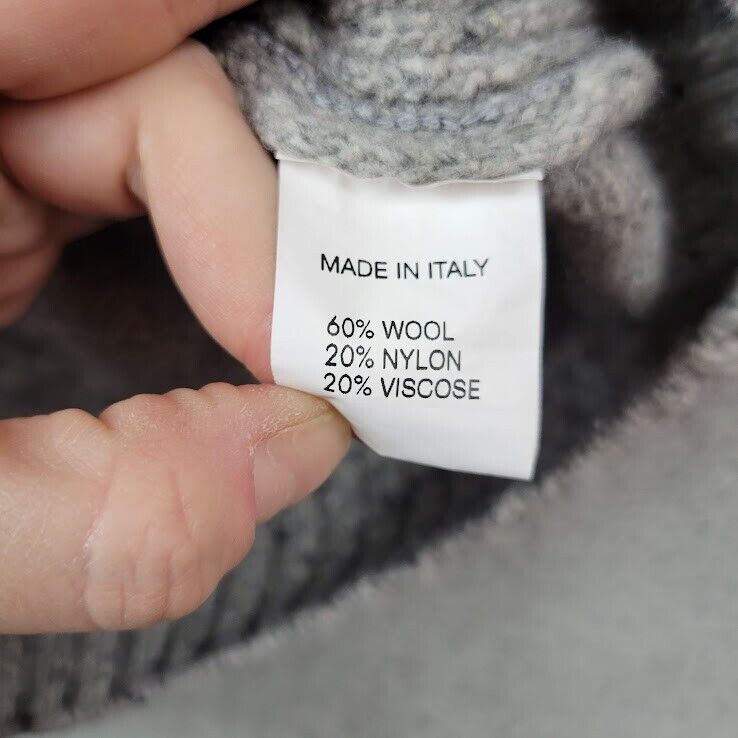 MADE IN ITALY
60% WOOL
20% NYLON
20% VISCOSE